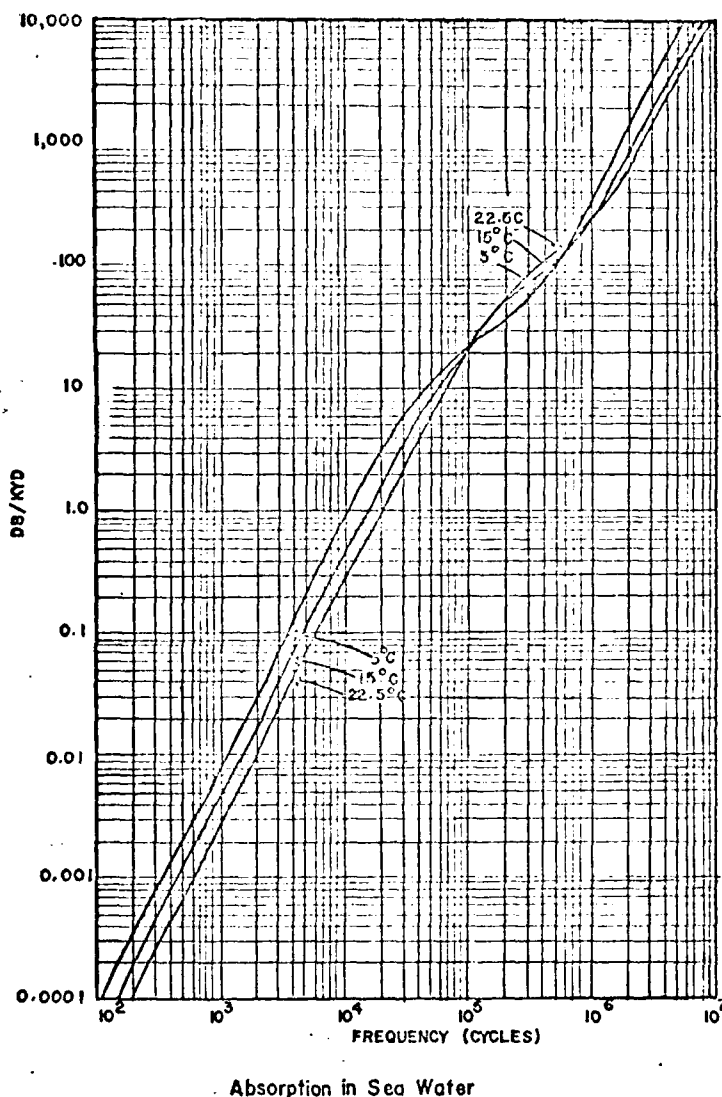 10,000
1,000
100
10
1.0
0.1
0.01
0.001
0.0001
DB/KYD
22.5C
15°C
5°C
5°C
15°C
22.5°C
10² 10³ 10⁴ 10⁵ 10⁶ 10⁷
FREQUENCY (CYCLES)
Absorption in Sea Water